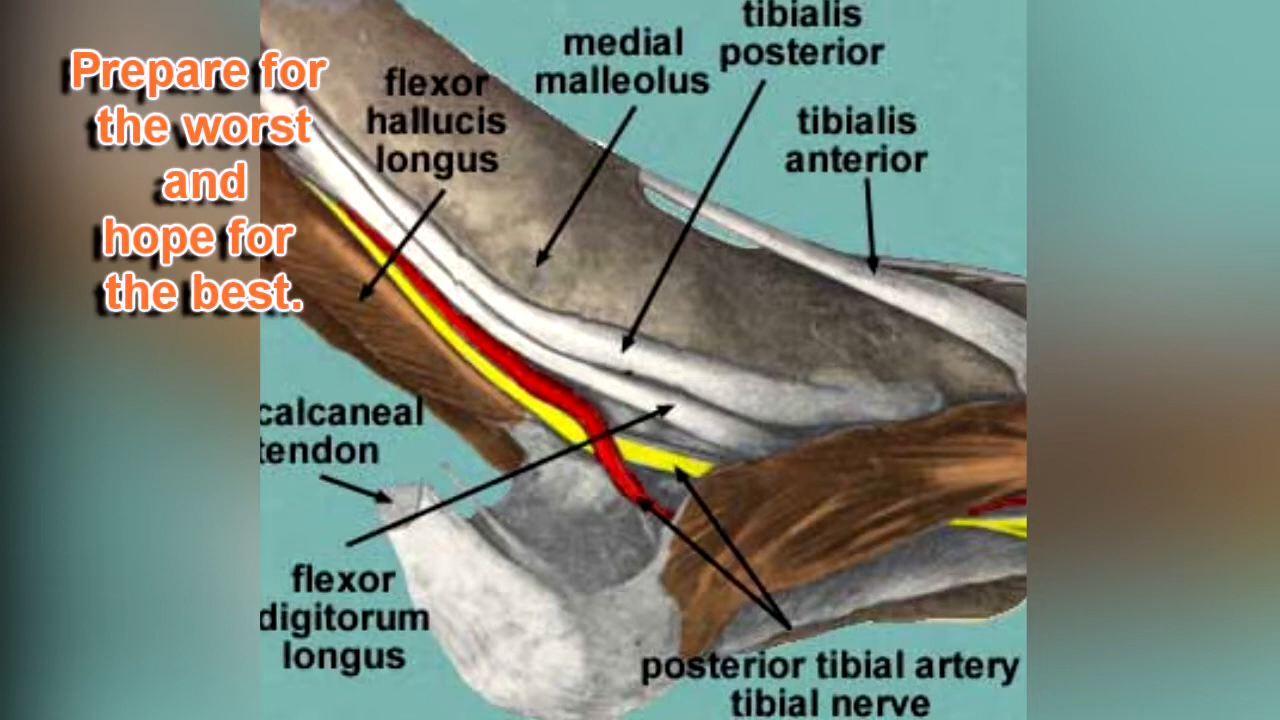 Prepare for
the worst
and
hope for
the best.
flexor
hallucis
longus
medial
malleolus
tibialis
posterior
tibialis
anterior
calcaneal
tendon
flexor
digitorum
longus
posterior tibial artery
tibial nerve